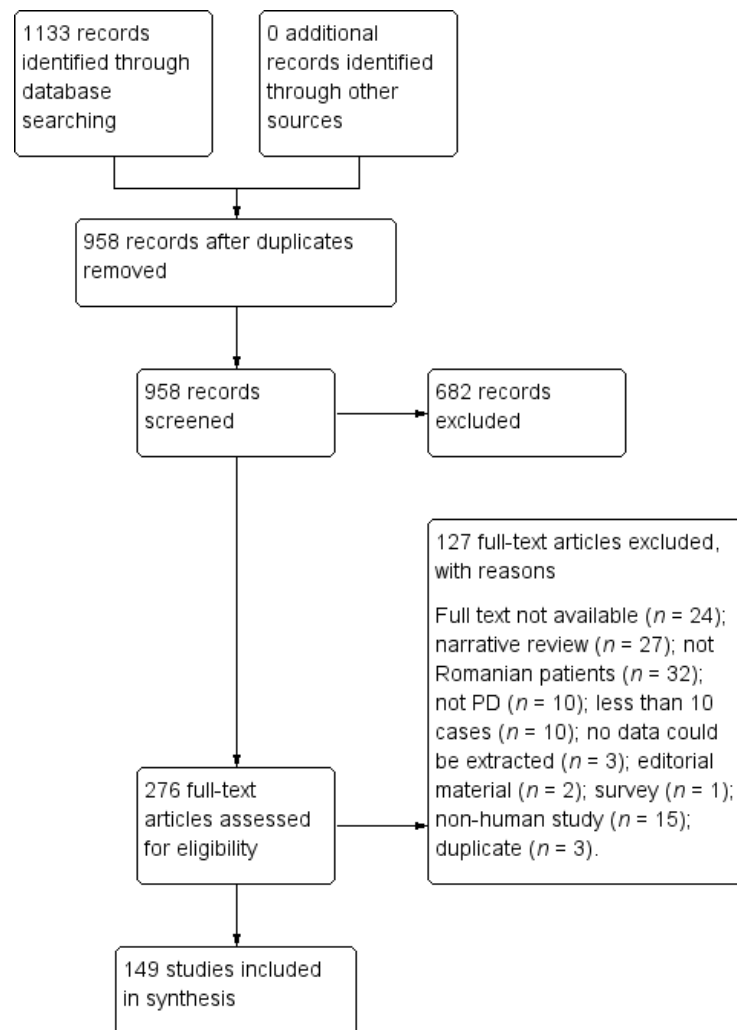 1133 records
identified through
database
searching
0 additional
records identified
through other
sources
958 records after duplicates
removed
958 records
screened
682 records
excluded
127 full-text articles excluded,
with reasons
Full text not available (n = 24);
narrative review (n = 27); not
Romanian patients (n = 32);
not PD (n = 10); less than 10
cases (n = 10); no data could
be extracted (n = 3); editorial
material (n = 2); survey (n = 1);
non-human study (n = 15);
duplicate (n = 3).
276 full-text
articles assessed
for eligibility
149 studies included
in synthesis